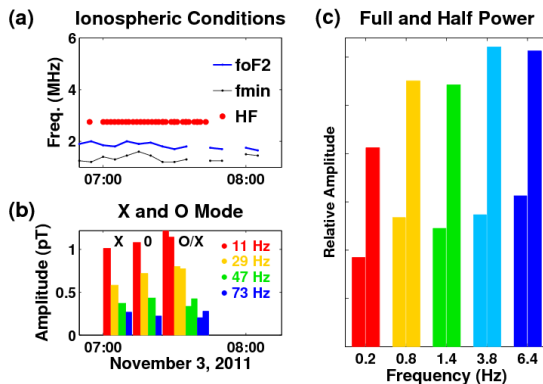 (a) Ionospheric Conditions
Freq. (MHz)
6
4
2
foF2
fmin
HF
07:00 08:00
(b) X and O Mode
Amplitude (pT)
1
0.5
0
X 0 O/X
11 Hz
29 Hz
47 Hz
73 Hz
07:00 08:00
November 3, 2011
(c) Full and Half Power
Relative Amplitude
0.2 0.8 1.4 3.8 6.4
Frequency (Hz)